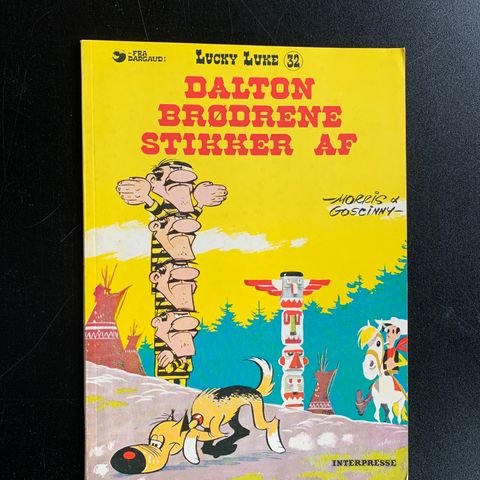 -FRA
DARGAUD:
LUCKY LUKE 32
DALTON
BRØDRENE
STIKKER AF
-MORRIS &
GOSCINNY-
INTERPRESSE